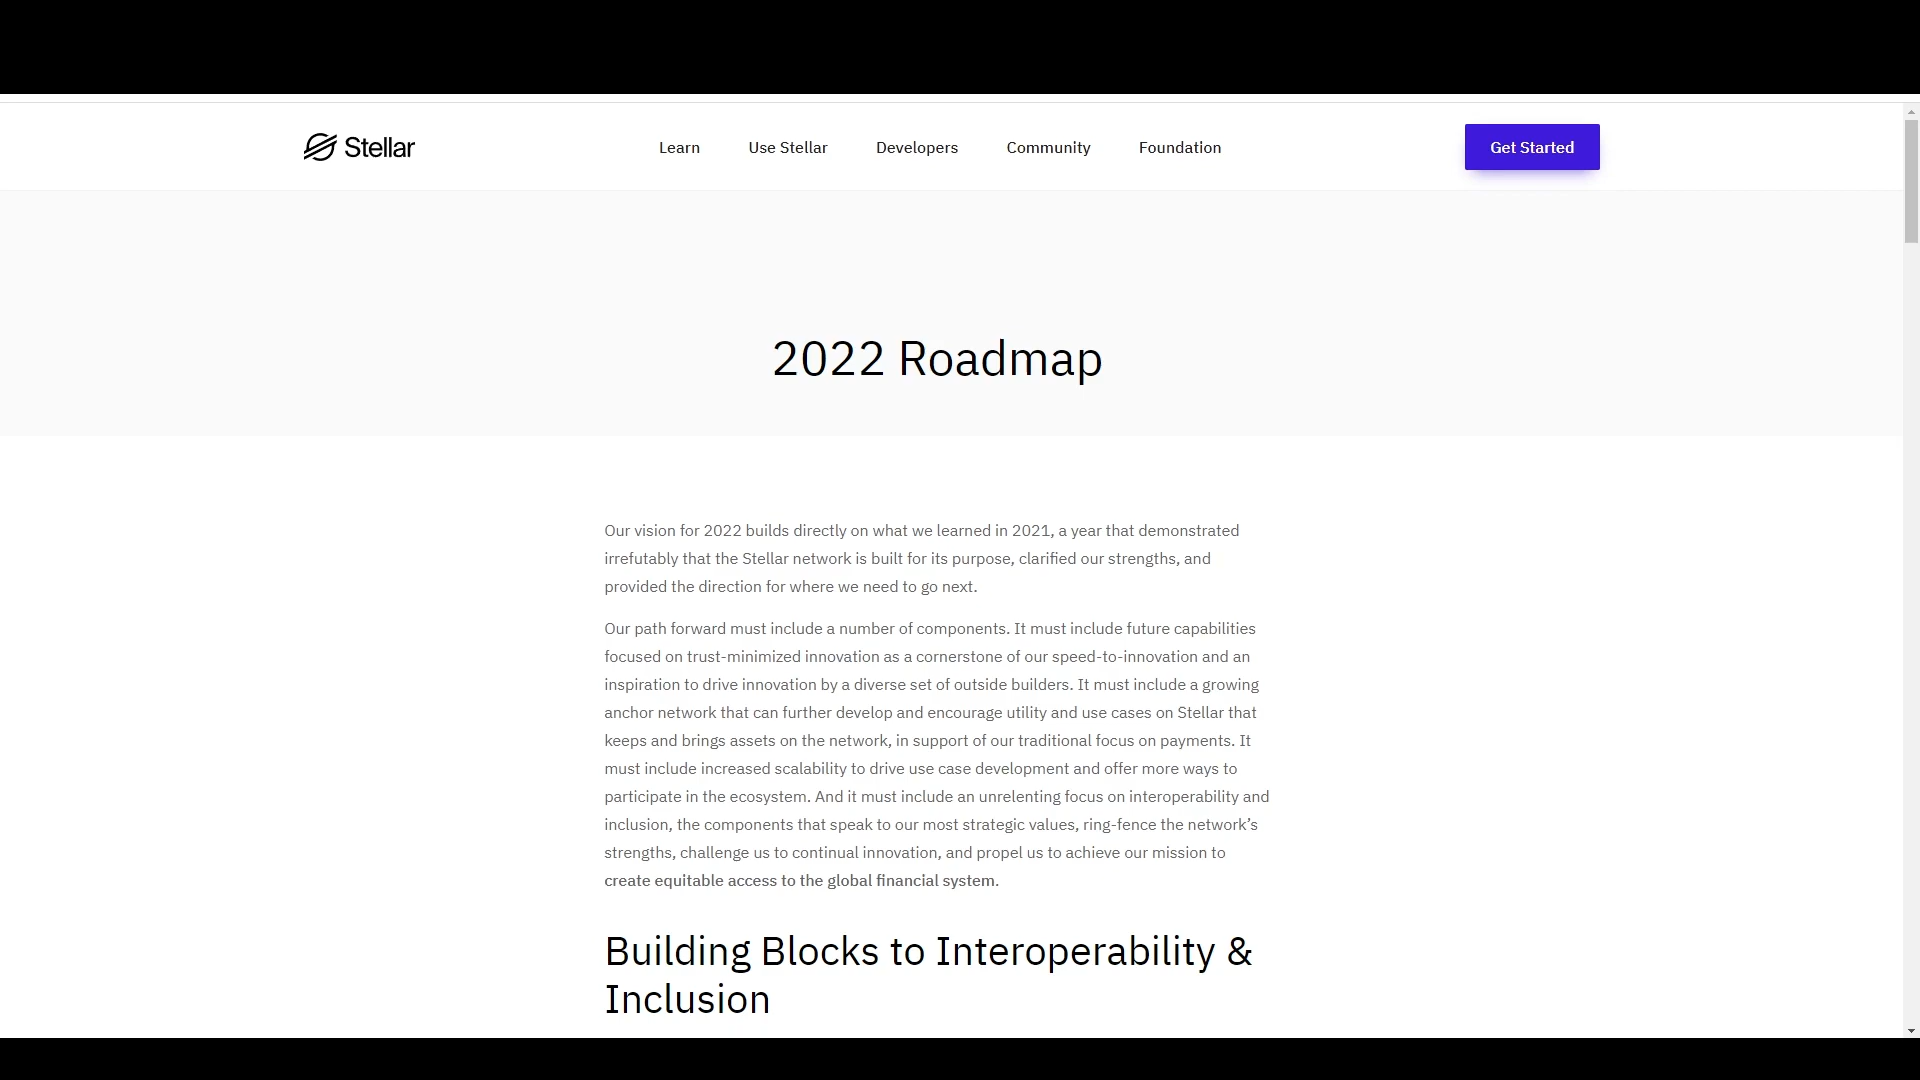 Stellar
Learn Use Stellar Developers Community Foundation
Get Started
2022 Roadmap
Our vision for 2022 builds directly on what we learned in 2021, a year that demonstrated
irrefutably that the Stellar network is built for its purpose, clarified our strengths, and
provided the direction for where we need to go next.
Our path forward must include a number of components. It must include future capabilities
focused on trust-minimized innovation as a cornerstone of our speed-to-innovation and an
inspiration to drive innovation by a diverse set of outside builders. It must include a growing
anchor network that can further develop and encourage utility and use cases on Stellar that
keeps and brings assets on the network, in support of our traditional focus on payments. It
must include increased scalability to drive use case development and offer more ways to
participate in the ecosystem. And it must include an unrelenting focus on interoperability and
inclusion, the components that speak to our most strategic values, ring-fence the network’s
strengths, challenge us to continual innovation, and propel us to achieve our mission to
create equitable access to the global financial system.
Building Blocks to Interoperability &
Inclusion